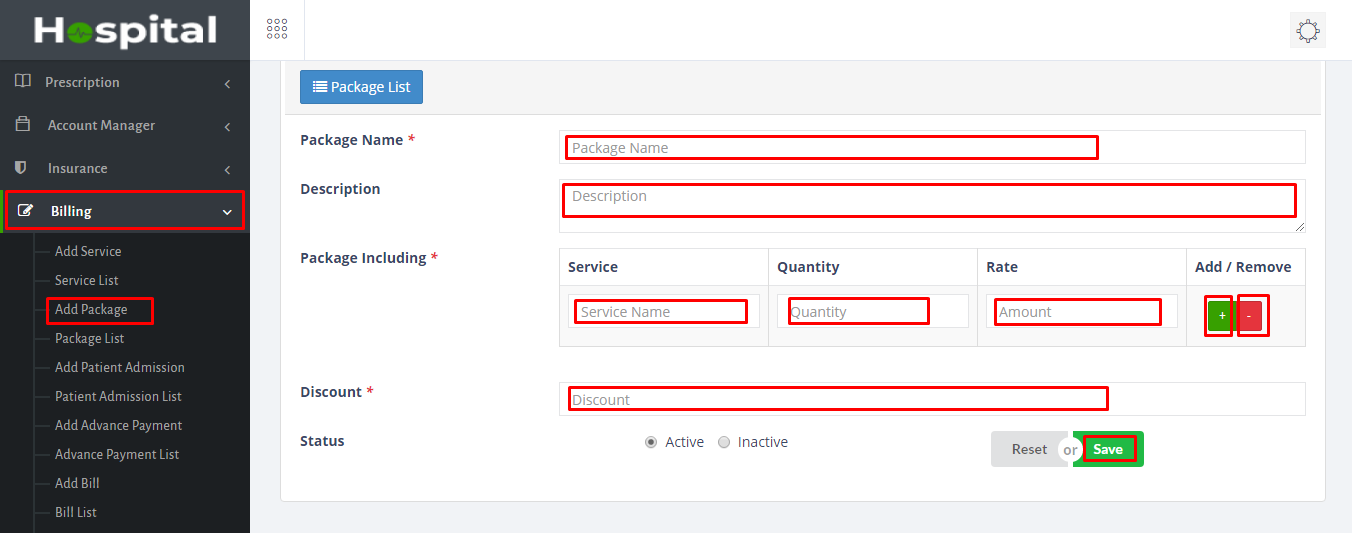 Hospital
Prescription
Account Manager
Insurance
Billing
Add Service
Service List
Add Package
Package List
Add Patient Admission
Patient Admission List
Add Advance Payment
Advance Payment List
Add Bill
Bill List
Package List
Package Name *
Package Name
Description
Description
Package Including *
Service Quantity Rate Add / Remove
Service Name Quantity Amount + -
Discount *
Discount
Status Active Inactive
Reset or Save